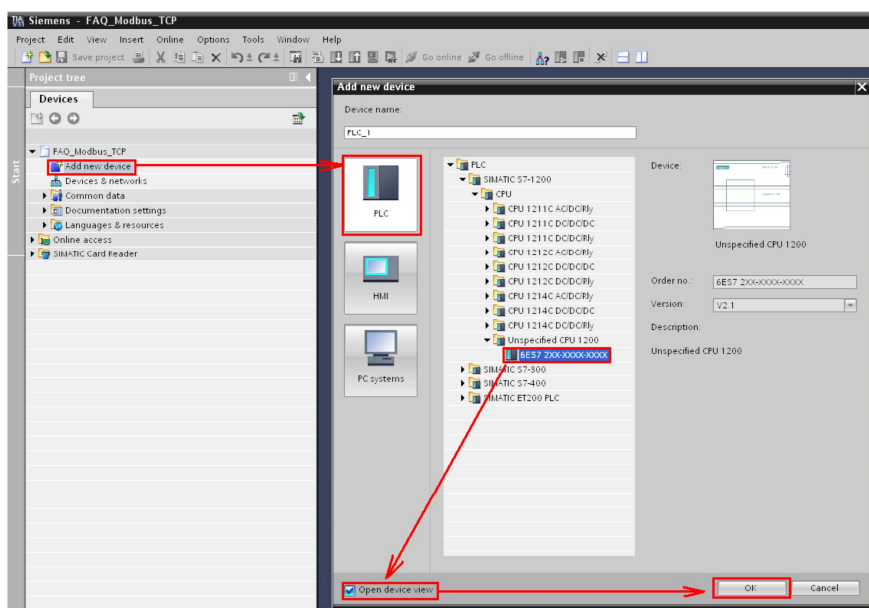 Siemens - FAQ_Modbus_TCP
Project Edit View Insert Online Options Tools Window Help
Save project Go online Go offline
Project tree
Devices
Start
FAQ_Modbus_TCP
Add new device
Devices & networks
Common data
Documentation settings
Languages & resources
Online access
SIMATIC Card Reader
Add new device
Device name:
PLC_1
PLC
HMI
PC systems
PLC
SIMATIC S7-1200
CPU
CPU 1211C AC/DC/Rly
CPU 1211C DC/DC/DC
CPU 1211C DC/DC/Rly
CPU 1212C AC/DC/Rly
CPU 1212C DC/DC/DC
CPU 1212C DC/DC/Rly
CPU 1214C AC/DC/Rly
CPU 1214C DC/DC/DC
CPU 1214C DC/DC/Rly
Unspecified CPU 1200
6ES7 2XX-XXXX-XXXX
SIMATIC S7-300
SIMATIC S7-400
SIMATIC ET200 PLC
Device:
Unspecified CPU 1200
Order no.: 6ES7 2XX-XXXX-XXXX
Version: V2.1
Description:
Unspecified CPU 1200
Open device view
OK Cancel